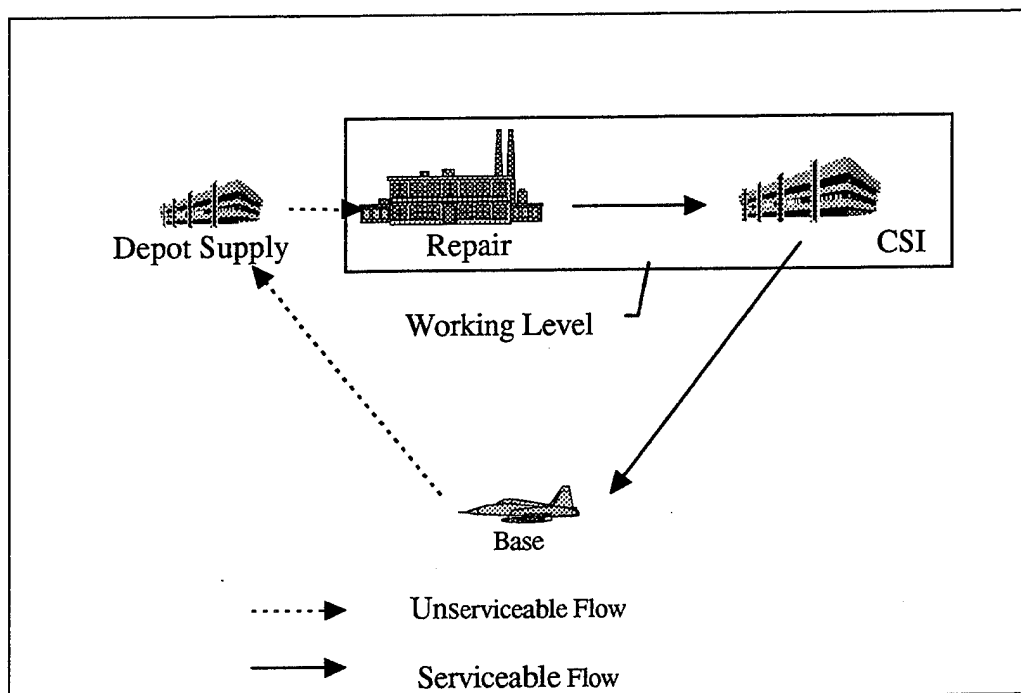 Depot Supply
Repair
CSI
Working Level
Base
Unserviceable Flow
Serviceable Flow